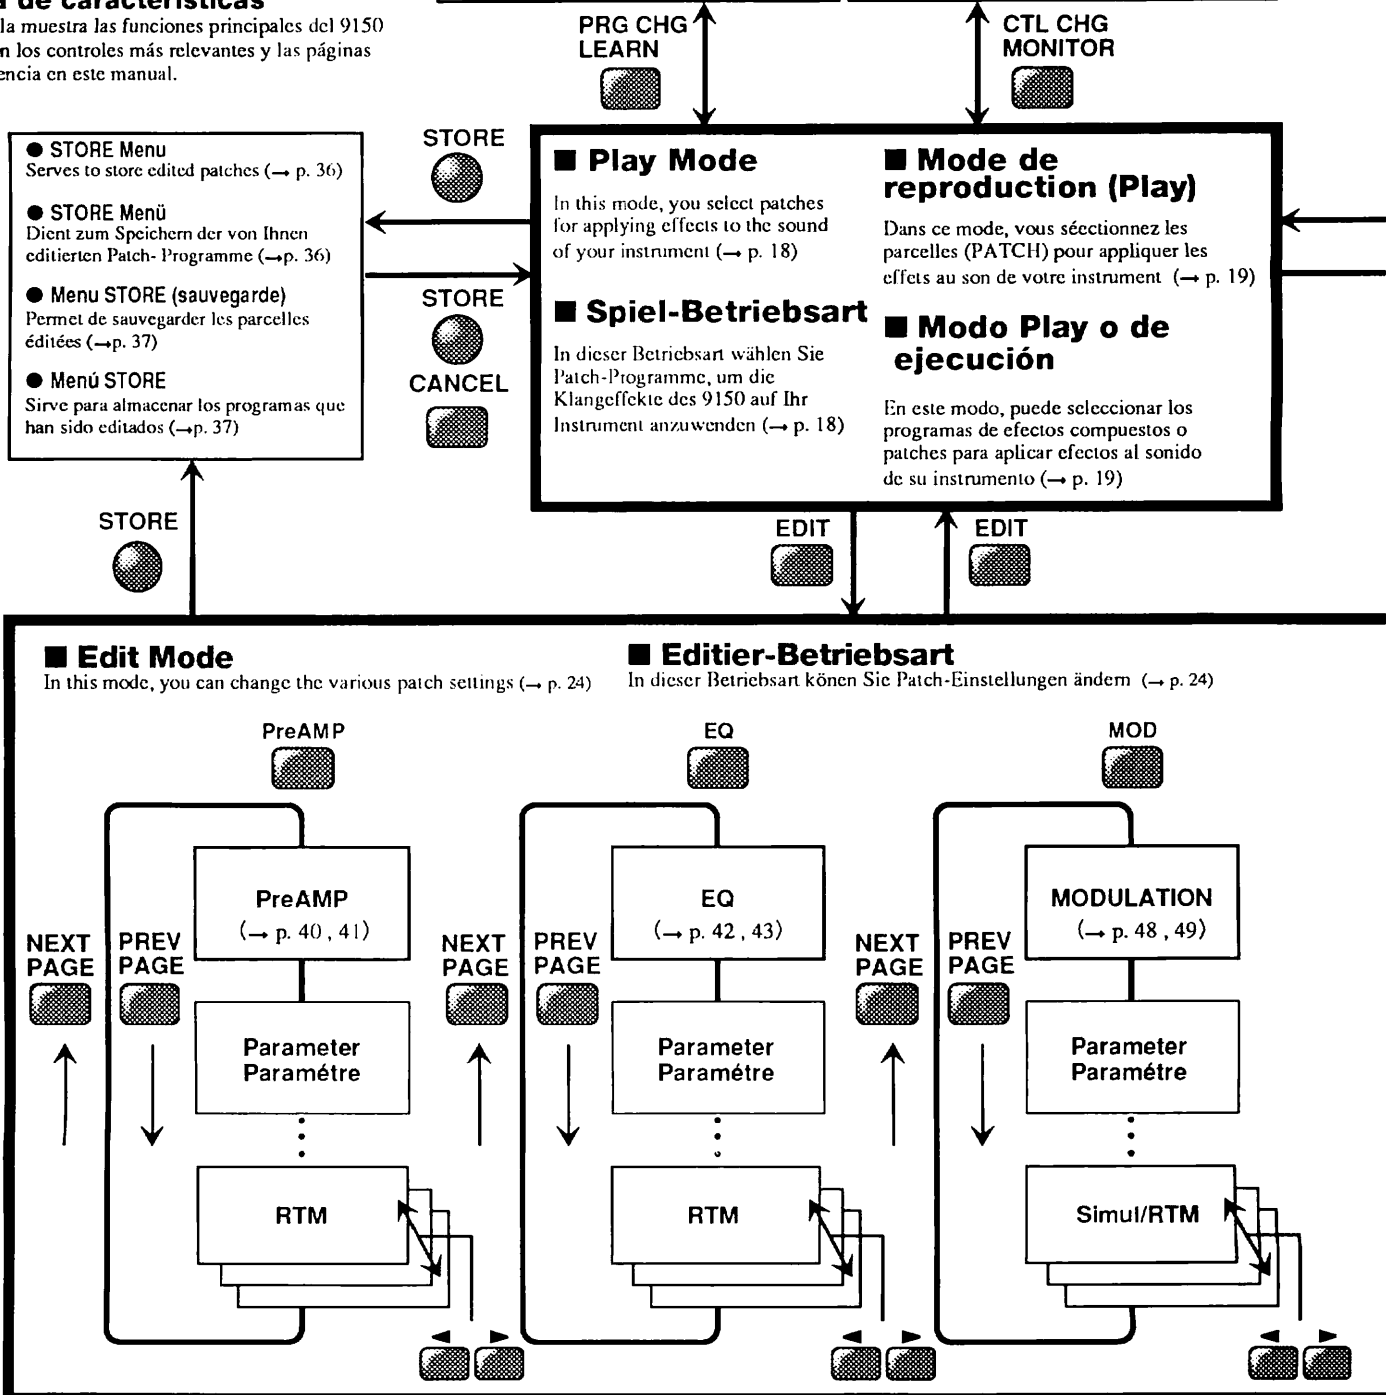 de características
la muestra las funciones principales del 9150
n los controles más relevantes y las páginas
encia en este manual.
PRG CHG
LEARN
CTL CHG
MONITOR
● STORE Menu
Serves to store edited patches (→ p. 36)
● STORE Menü
Dient zum Speichern der von Ihnen
editierten Patch- Programme (→p. 36)
● Menu STORE (sauvegarde)
Permet de sauvegarder les parcelles
éditées (→p. 37)
● Menú STORE
Sirve para almacenar los programas que
han sido editados (→p. 37)
STORE
STORE
CANCEL
■ Play Mode
In this mode, you select patches
for applying effects to the sound
of your instrument (→ p. 18)
■ Spiel-Betriebsart
In dieser Betriebsart wählen Sie
Patch-Programme, um die
Klangeffekte des 9150 auf Ihr
Instrument anzuwenden (→ p. 18)
■ Mode de
reproduction (Play)
Dans ce mode, vous séectionnez les
parcelles (PATCH) pour appliquer les
effets au son de votre instrument (→ p. 19)
■ Modo Play o de
ejecución
En este modo, puede seleccionar los
programas de efectos compuestos o
patches para aplicar efectos al sonido
de su instrumento (→ p. 19)
STORE
EDIT
EDIT
■ Edit Mode
In this mode, you can change the various patch settings (→ p. 24)
■ Editier-Betriebsart
In dieser Betriebsart könen Sie Patch-Einstellungen ändern (→ p. 24)
PreAMP
PreAMP
(→ p. 40 , 41)
NEXT
PAGE
PREV
PAGE
Parameter
Paramétre
RTM
EQ
EQ
(→ p. 42 , 43)
NEXT
PAGE
PREV
PAGE
Parameter
Paramétre
RTM
MOD
MODULATION
(→ p. 48 , 49)
NEXT
PAGE
PREV
PAGE
Parameter
Paramétre
Simul/RTM